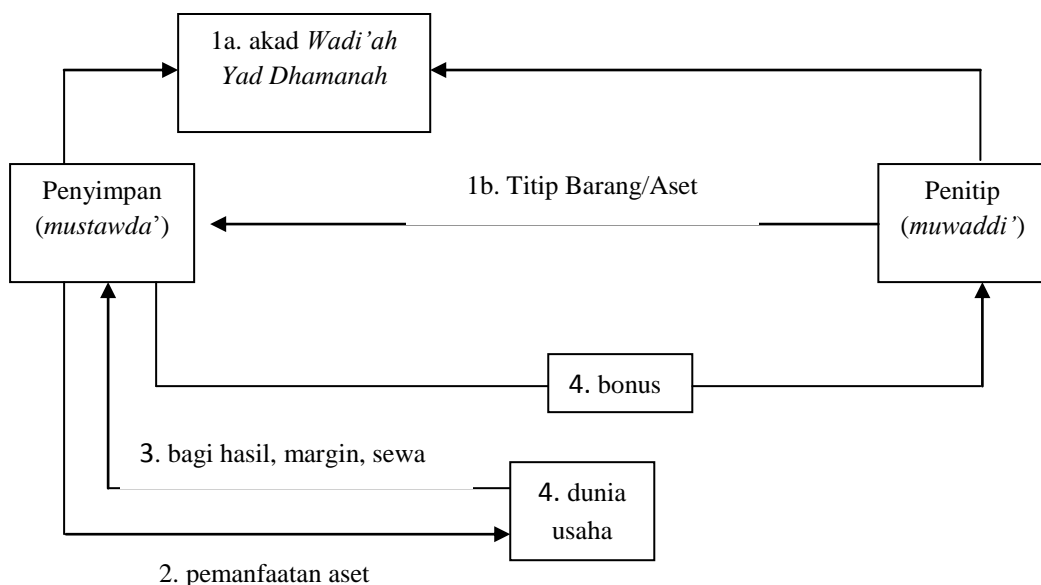 1a. akad Wadi’ah
Yad Dhamanah
Penyimpan
(mustawda’)
1b. Titip Barang/Aset
Penitip
(muwaddi’)
4. bonus
3. bagi hasil, margin, sewa
4. dunia
usaha
2. pemanfaatan aset